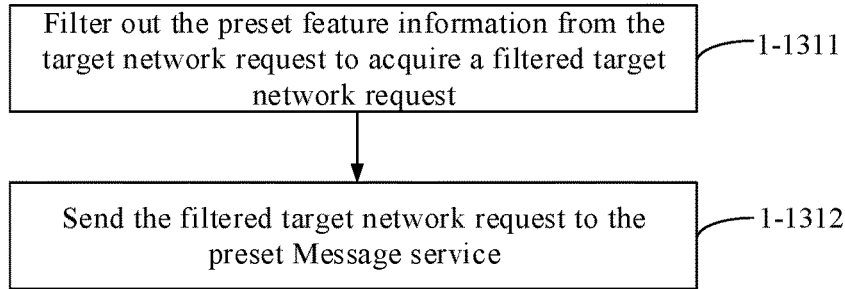 Filter out the preset feature information from the
target network request to acquire a filtered target
network request
1-1311
Send the filtered target network request to the
preset Message service
1-1312